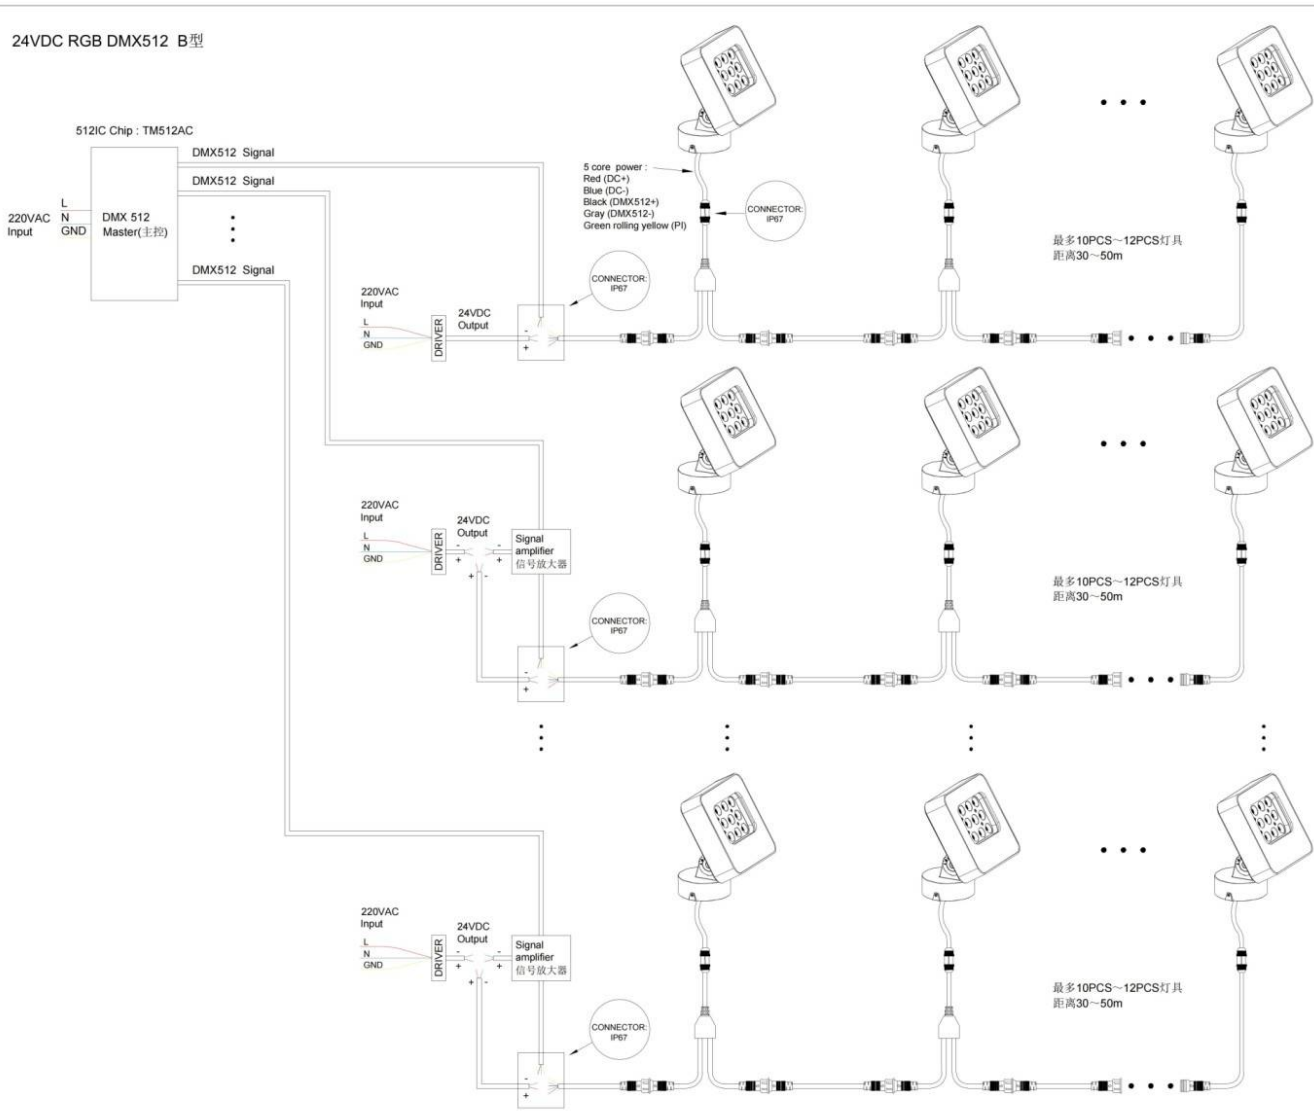 24VDC RGB DMX512 B型
512IC Chip : TM512AC
DMX512 Signal
DMX512 Signal
DMX512 Signal
220VAC
Input
L
N
GND
DMX 512
Master(主控)
5 core power :
Red (DC+)
Blue (DC-)
Black (DMX512+)
Gray (DMX512-)
Green rolling yellow (PI)
CONNECTOR:
IP67
最多10PCS～12PCS灯具
距离30～50m
CONNECTOR:
IP67
220VAC
Input
L
N
GND
DRIVER
24VDC
Output
-
+
220VAC
Input
L
N
GND
DRIVER
24VDC
Output
- -
+ +
+ -
Signal
amplifier
信号放大器
最多10PCS～12PCS灯具
距离30～50m
CONNECTOR:
IP67
-
+
220VAC
Input
L
N
GND
DRIVER
24VDC
Output
- -
+ +
+ -
Signal
amplifier
信号放大器
最多10PCS～12PCS灯具
距离30～50m
CONNECTOR:
IP67
-
+